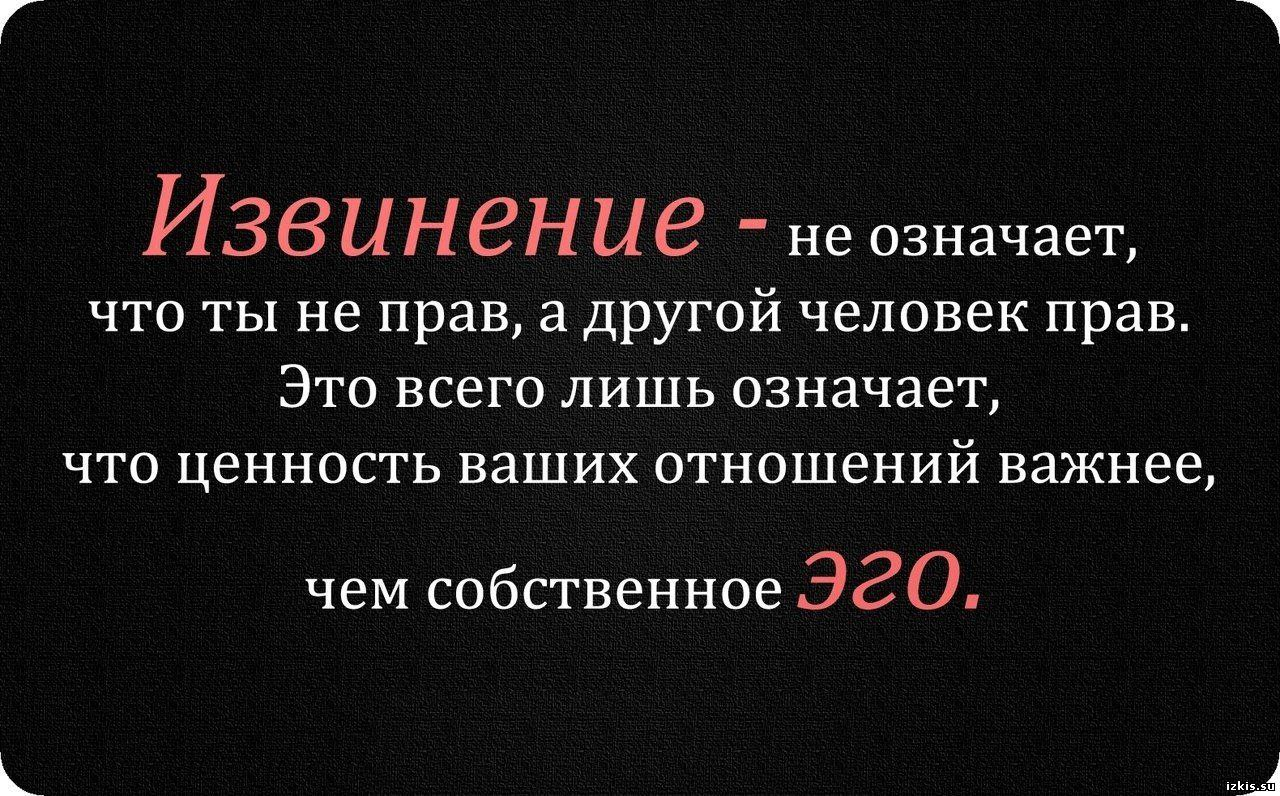 Извинение - не означает,
что ты не прав, а другой человек прав.
Это всего лишь означает,
что ценность ваших отношений важнее,
чем собственное эго.
izkis.su